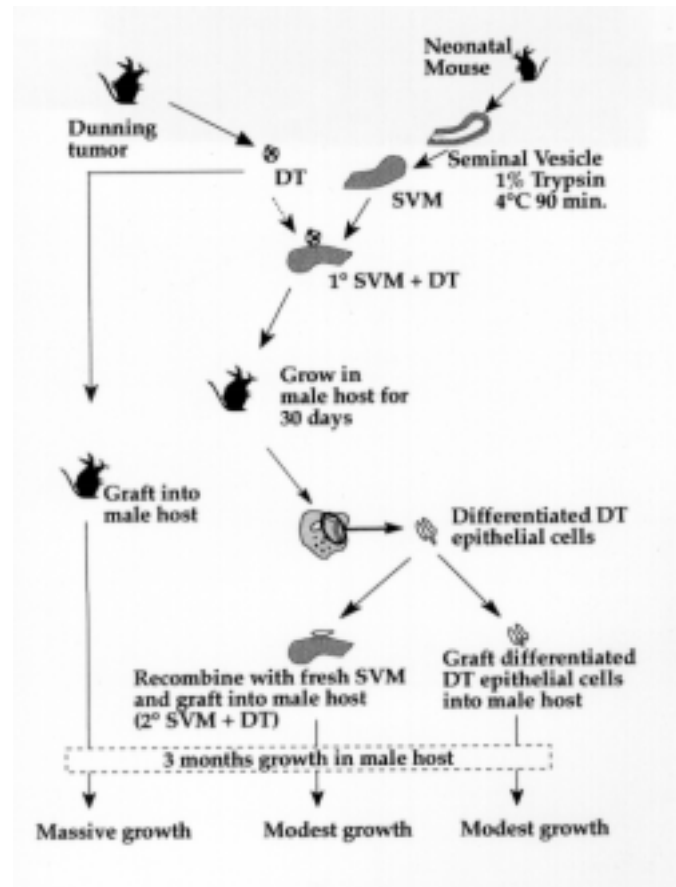 Neonatal
Mouse
Dunning
tumor
DT
Seminal Vesicle
1% Trypsin
4°C 90 min.
SVM
1° SVM + DT
Grow in
male host for
30 days
Graft into
male host
Differentiated DT
epithelial cells
Recombine with fresh SVM
and graft into male host
(2° SVM + DT)
Graft differentiated
DT epithelial cells
into male host
3 months growth in male host
Massive growth
Modest growth
Modest growth